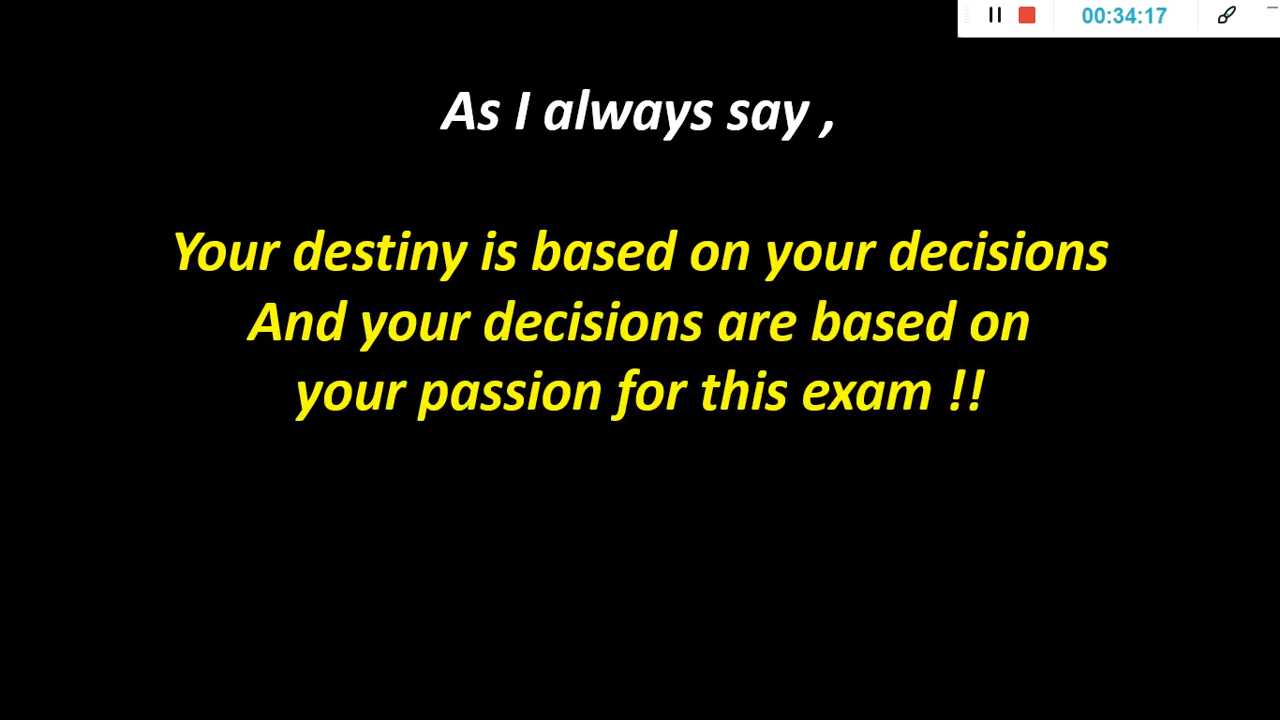 00:34:17
As I always say ,
Your destiny is based on your decisions
And your decisions are based on
your passion for this exam !!